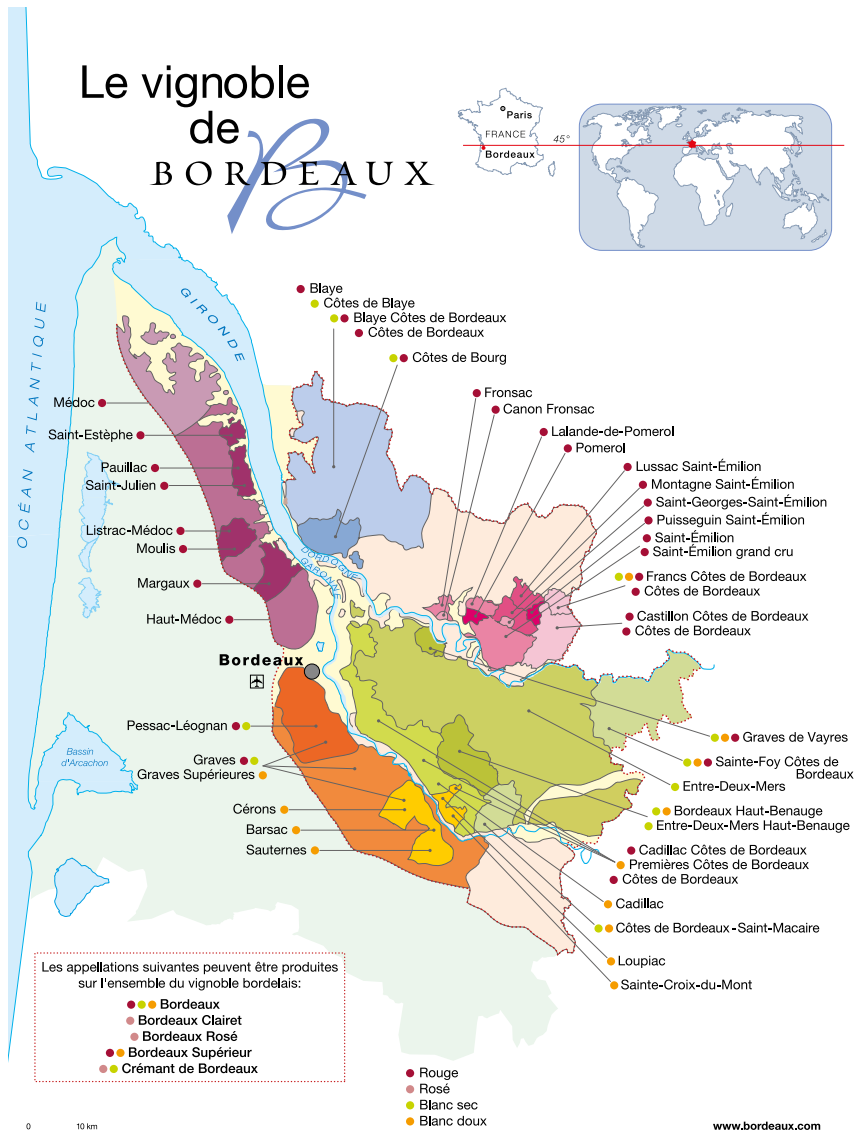 Le vignoble
de
BORDEAUX
B
Paris
FRANCE
Bordeaux
45°
OCÉAN ATLANTIQUE
GIRONDE
DORDOGNE
GARONNE
Blaye
Côtes de Blaye
Blaye Côtes de Bordeaux
Côtes de Bordeaux
Côtes de Bourg
Fronsac
Canon Fronsac
Lalande-de-Pomerol
Pomerol
Lussac Saint-Émilion
Montagne Saint-Émilion
Saint-Georges-Saint-Émilion
Puisseguin Saint-Émilion
Saint-Émilion
Saint-Émilion grand cru
Francs Côtes de Bordeaux
Côtes de Bordeaux
Castillon Côtes de Bordeaux
Côtes de Bordeaux
Médoc
Saint-Estèphe
Pauillac
Saint-Julien
Listrac-Médoc
Moulis
Margaux
Haut-Médoc
Bordeaux
Pessac-Léognan
Graves
Graves Supérieures
Cérons
Barsac
Sauternes
Bassin
d'Arcachon
Graves de Vayres
Sainte-Foy Côtes de
Bordeaux
Entre-Deux-Mers
Bordeaux Haut-Benauge
Entre-Deux-Mers Haut-Benauge
Cadillac Côtes de Bordeaux
Premières Côtes de Bordeaux
Côtes de Bordeaux
Cadillac
Côtes de Bordeaux-Saint-Macaire
Loupiac
Sainte-Croix-du-Mont
Les appellations suivantes peuvent être produites
sur l'ensemble du vignoble bordelais:
Bordeaux
Bordeaux Clairet
Bordeaux Rosé
Bordeaux Supérieur
Crémant de Bordeaux
Rouge
Rosé
Blanc sec
Blanc doux
0 10 km
www.bordeaux.com